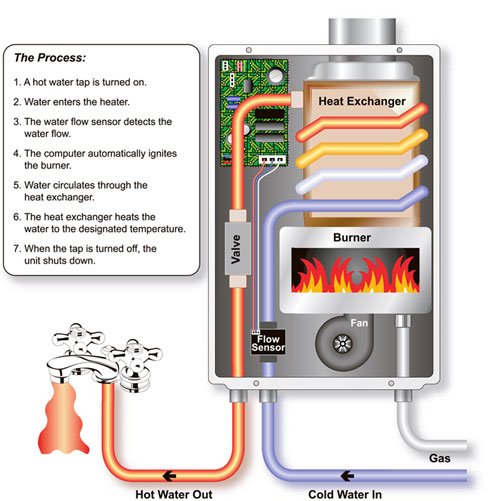 The Process:
1. A hot water tap is turned on.
2. Water enters the heater.
3. The water flow sensor detects the
water flow.
4. The computer automatically ignites
the burner.
5. Water circulates through the
heat exchanger.
6. The heat exchanger heats the
water to the designated temperature.
7. When the tap is turned off, the
unit shuts down.
Heat Exchanger
Valve
Burner
Fan
Flow
Sensor
Gas
Hot Water Out
Cold Water In